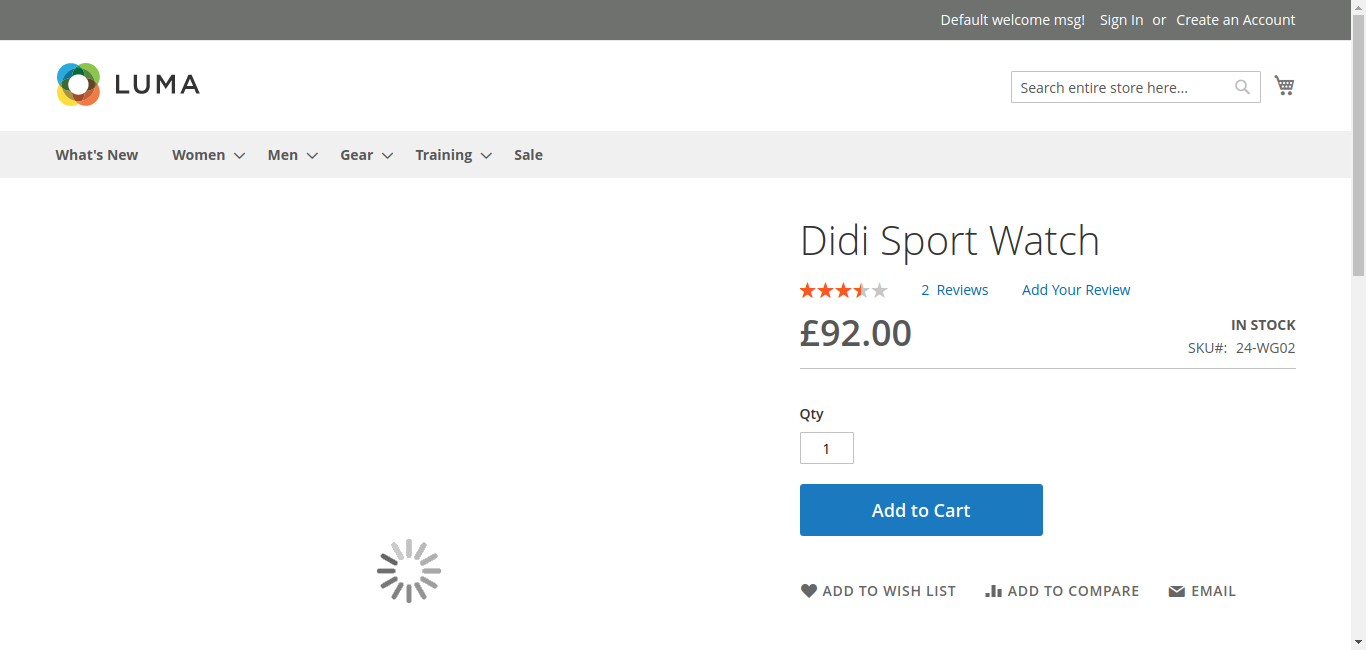 Default welcome msg! Sign In or Create an Account
LUMA
Search entire store here...
What's New Women Men Gear Training Sale
Didi Sport Watch
2 Reviews Add Your Review
£92.00
IN STOCK
SKU#: 24-WG02
Qty
1
Add to Cart
ADD TO WISH LIST ADD TO COMPARE EMAIL